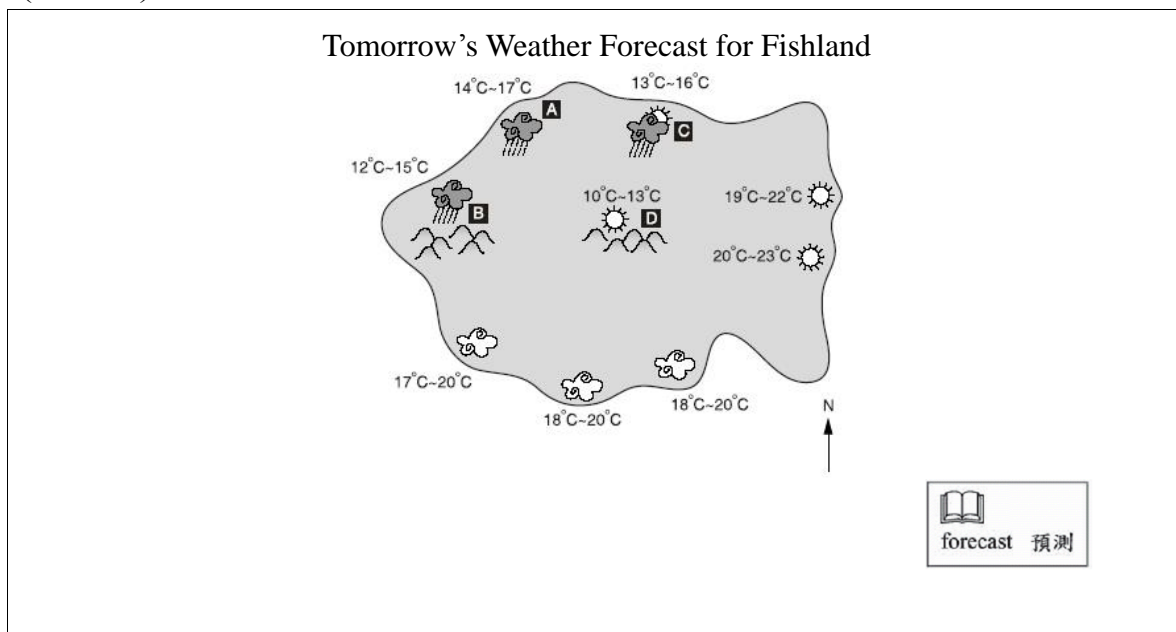 Tomorrow’s Weather Forecast for Fishland
14°C~17°C
13°C~16°C
A
C
12°C~15°C
B
10°C~13°C
D
19°C~22°C
20°C~23°C
17°C~20°C
18°C~20°C
18°C~20°C
N
forecast 預測